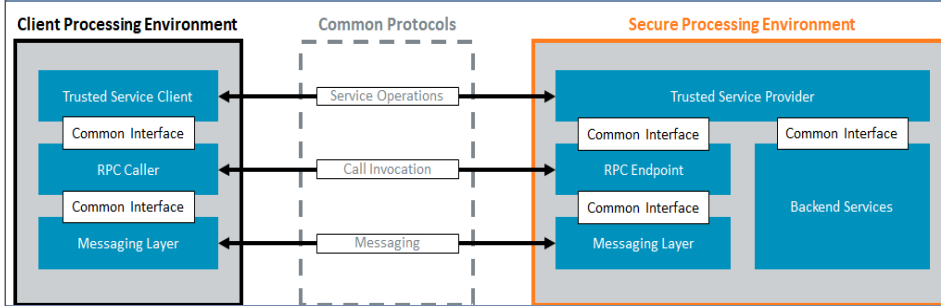 Client Processing Environment
Common Protocols
Secure Processing Environment
Trusted Service Client
Service Operations
Trusted Service Provider
Common Interface
Common Interface
Common Interface
RPC Caller
Call Invocation
RPC Endpoint
Common Interface
Common Interface
Backend Services
Messaging Layer
Messaging
Messaging Layer